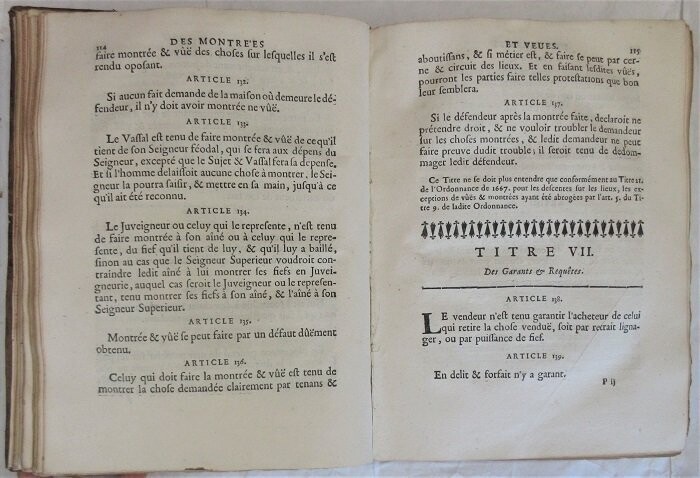 114
DES MONTRE'ES
faire montrée & vûë des choses sur lesquelles il s'est
rendu oposant.
ARTICLE 132.
Si aucun fait demande de la maison où demeure le dé-
fendeur, il n'y doit avoir montrée ne vûë.
ARTICLE 133.
Le Vassal est tenu de faire montrée & vûë de ce qu'il
tient de son Seigneur féodal, qui se fera aux dépens du
Seigneur, excepté que le Sujet & Vassal fera sa dépense.
Et si l'homme delaissoit aucune chose à montrer, le Sei-
gneur la pourra saisir, & mettre en sa main, jusqu'à ce
qu'il ait été reconnu.
ARTICLE 134.
Le Juveigneur ou celuy qui le represente, n'est tenu
de faire montrée à son aîné ou à celuy qui le repre-
sente, du fief qu'il tient de luy, & qu'il luy a baillé,
sinon au cas que le Seigneur Superieur voudroit con-
traindre ledit aîné à lui montrer ses fiefs en Juvei-
gneurie, auquel cas seroit le Juveigneur ou le represen-
tant, tenu montrer ses fiefs à son aîné, & l'aîné à son
Seigneur Superieur.
ARTICLE 135.
Montrée & vûë se peut faire par un défaut dûëment
obtenu.
ARTICLE 136.
Celuy qui doit faire la montrée & vûë est tenu de
montrer la chose demandée clairement par tenans &
ET VEUES.
115
aboutissans, & si métier est, & faire se peut par cer-
ne & circuit des lieux. Et en faisant lesdites vûës,
pourront les parties faire telles protestations que bon
leur semblera.
ARTICLE 137.
Si le défendeur après la montrée faite, declaroit ne
prétendre droit, & ne vouloir troubler le demandeur
sur les choses montrées, & ledit demandeur ne peut
faire preuve dudit trouble; il seroit tenu de dédom-
mager ledit défendeur.
Ce Titre ne se doit plus entendre que conformément au Titre 21.
de l'Ordonnance de 1667. pour les descentes sur les lieux, les ex-
ceptions de vûës & montrées ayant été abrogées par l'art. 5. du Ti-
tre 9. de ladite Ordonnance.
TITRE VII.
Des Garants & Requêtes.
ARTICLE 138.
LE vendeur n'est tenu garantir l'acheteur de celui
qui retire la chose venduë, soit par retrait ligna-
ger, ou par puissance de fief.
ARTICLE 139.
En delit & forfait n'y a garant.
P ij